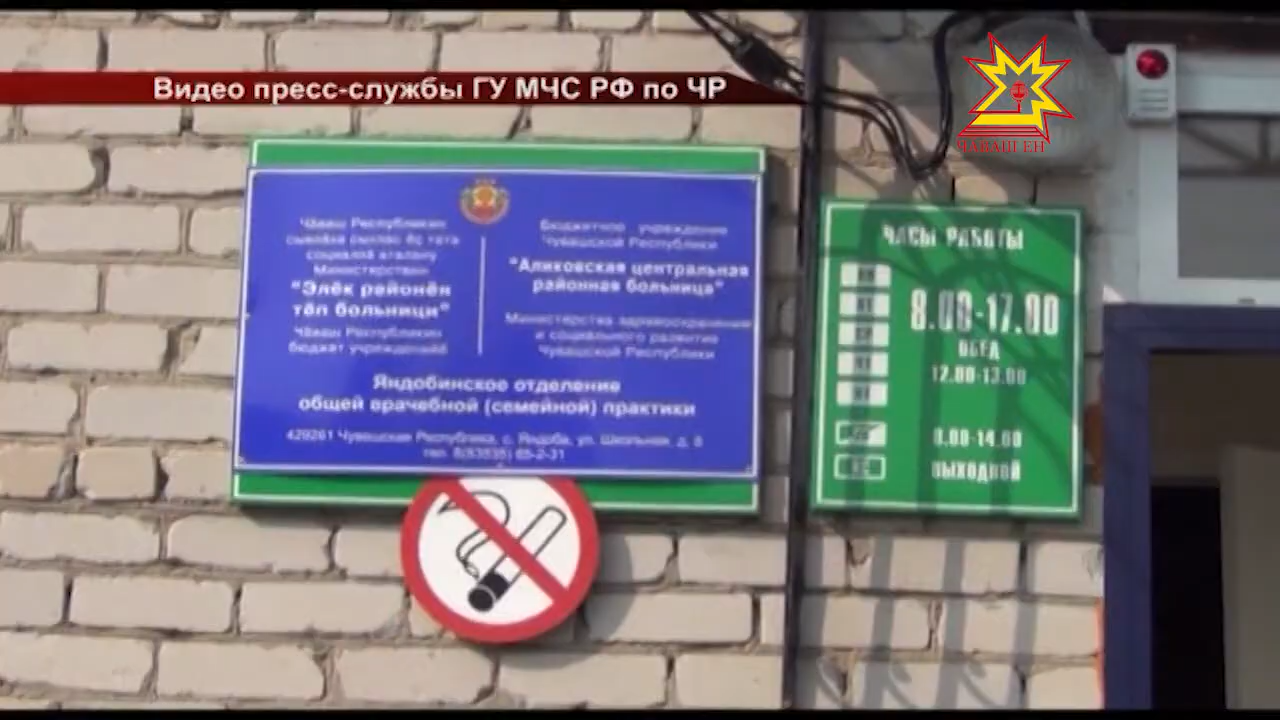 Видео пресс-службы ГУ МЧС РФ по ЧР
ЧĂВАШ ЕН
Чăваш Республикин
сывлăха сыхлас ĕç тата
социаллă аталану
Министерствин
"Элĕк районĕн
тĕп больници"
Чăваш Республикин
бюджет учрежденийĕ
Бюджетное учреждение
Чувашской Республики
"Аликовская центральная
районная больница"
Министерства здравоохранения
и социального развития
Чувашской Республики
Яндобинское отделение
общей врачебной (семейной) практики
429261 Чувашская Республика, с. Яндоба, ул. Школьная, д. 8
тел. 8(83535) 65-2-31
ЧАСЫ РАБОТЫ
8.00-17.00
ОБЕД
12.00-13.00
8.00-14.00
ВЫХОДНОЙ